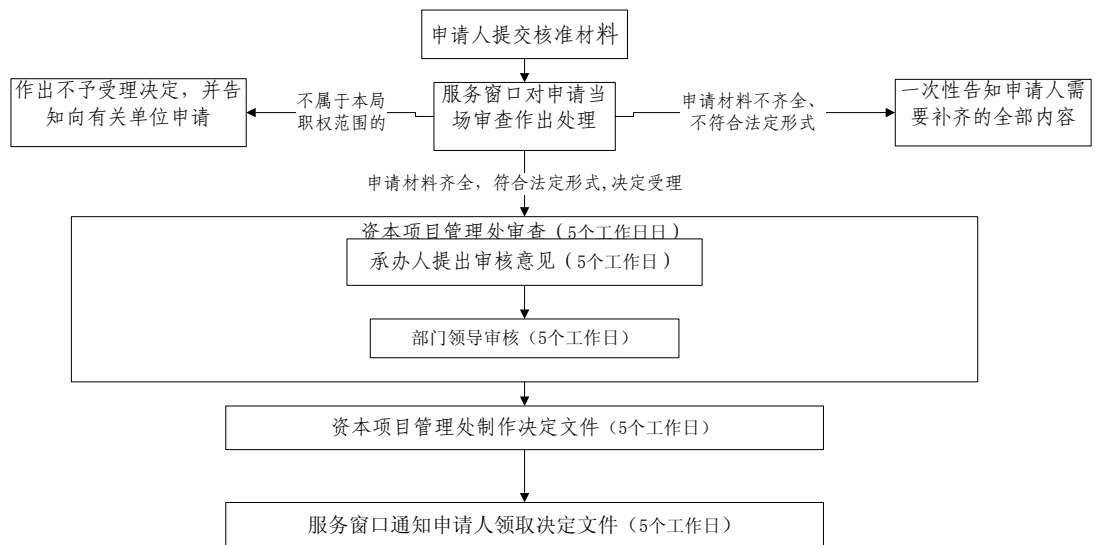 申请人提交核准材料
作出不予受理决定，并告
知向有关单位申请
不属于本局
职权范围的
服务窗口对申请当
场审查作出处理
申请材料不齐全、
不符合法定形式
一次性告知申请人需
要补齐的全部内容
申请材料齐全，符合法定形式,决定受理
资本项目管理处审查（5个工作日日）
承办人提出审核意见（5个工作日）
部门领导审核（5个工作日）
资本项目管理处制作决定文件（5个工作日）
服务窗口通知申请人领取决定文件（5个工作日）